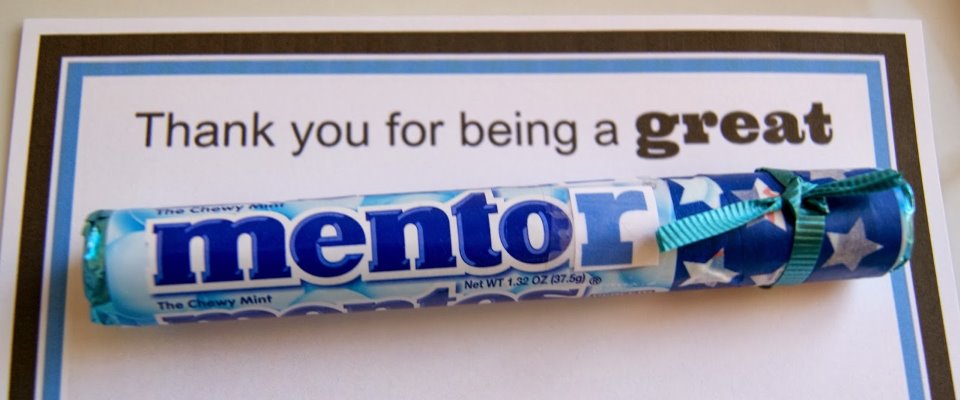 Thank you for being a great
The Chewy Mint
mentor
Net WT 1.32 OZ (37.5g) ®
The Chewy Mint
mentos